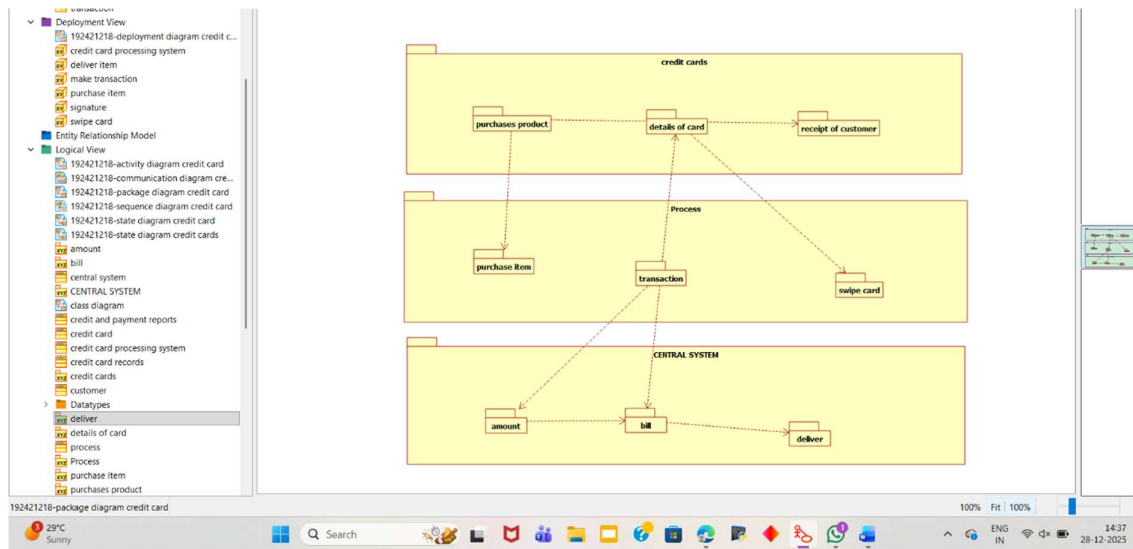 transaction
Deployment View
192421218-deployment diagram credit c...
credit card processing system
deliver item
make transaction
purchase item
signature
swipe card
Entity Relationship Model
Logical View
192421218-activity diagram credit card
192421218-communication diagram cre...
192421218-package diagram credit card
192421218-sequence diagram credit card
192421218-state diagram credit card
192421218-state diagram credit cards
amount
bill
central system
CENTRAL SYSTEM
class diagram
credit and payment reports
credit card
credit card processing system
credit card records
credit cards
customer
Datatypes
deliver
details of card
process
Process
purchase item
purchases product
credit cards
purchases product
details of card
receipt of customer
Process
purchase item
transaction
swipe card
CENTRAL SYSTEM
amount
bill
deliver
192421218-package diagram credit card
100% Fit 100%
3
29°C
Sunny
Search
1
ENG
IN
14:37
28-12-2025